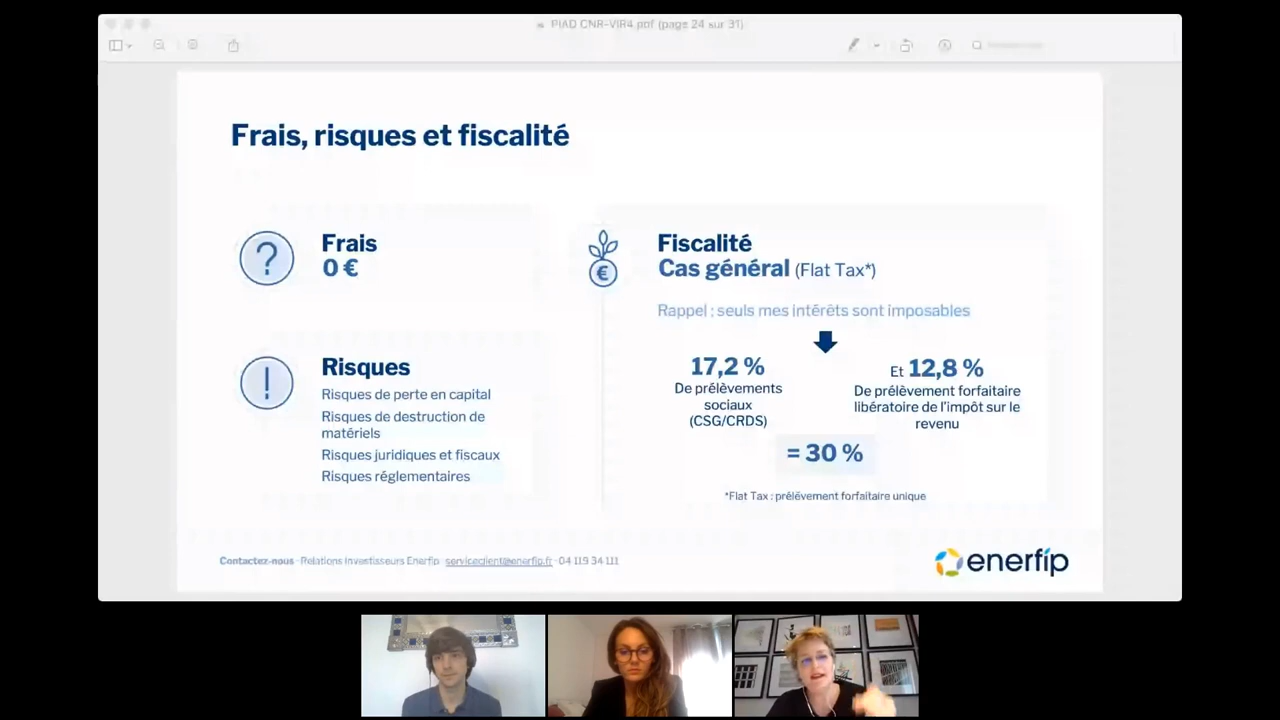 PIAD CNR-VIR4.pdf (page 24 sur 31)
Frais, risques et fiscalité
Frais
0 €
Risques
Risques de perte en capital
Risques de destruction de
matériels
Risques juridiques et fiscaux
Risques réglementaires
Fiscalité
Cas général (Flat Tax*)
Rappel : seuls mes intérêts sont imposables
17,2 %
De prélèvements
sociaux
(CSG/CRDS)
Et 12,8 %
De prélèvement forfaitaire
libératoire de l'impôt sur le
revenu
= 30 %
*Flat Tax : prélévement forfaitaire unique
Contactez-nous · Relations Investisseurs Enerfip serviceclient@enerfip.fr · 04 119 34 111
enerfip